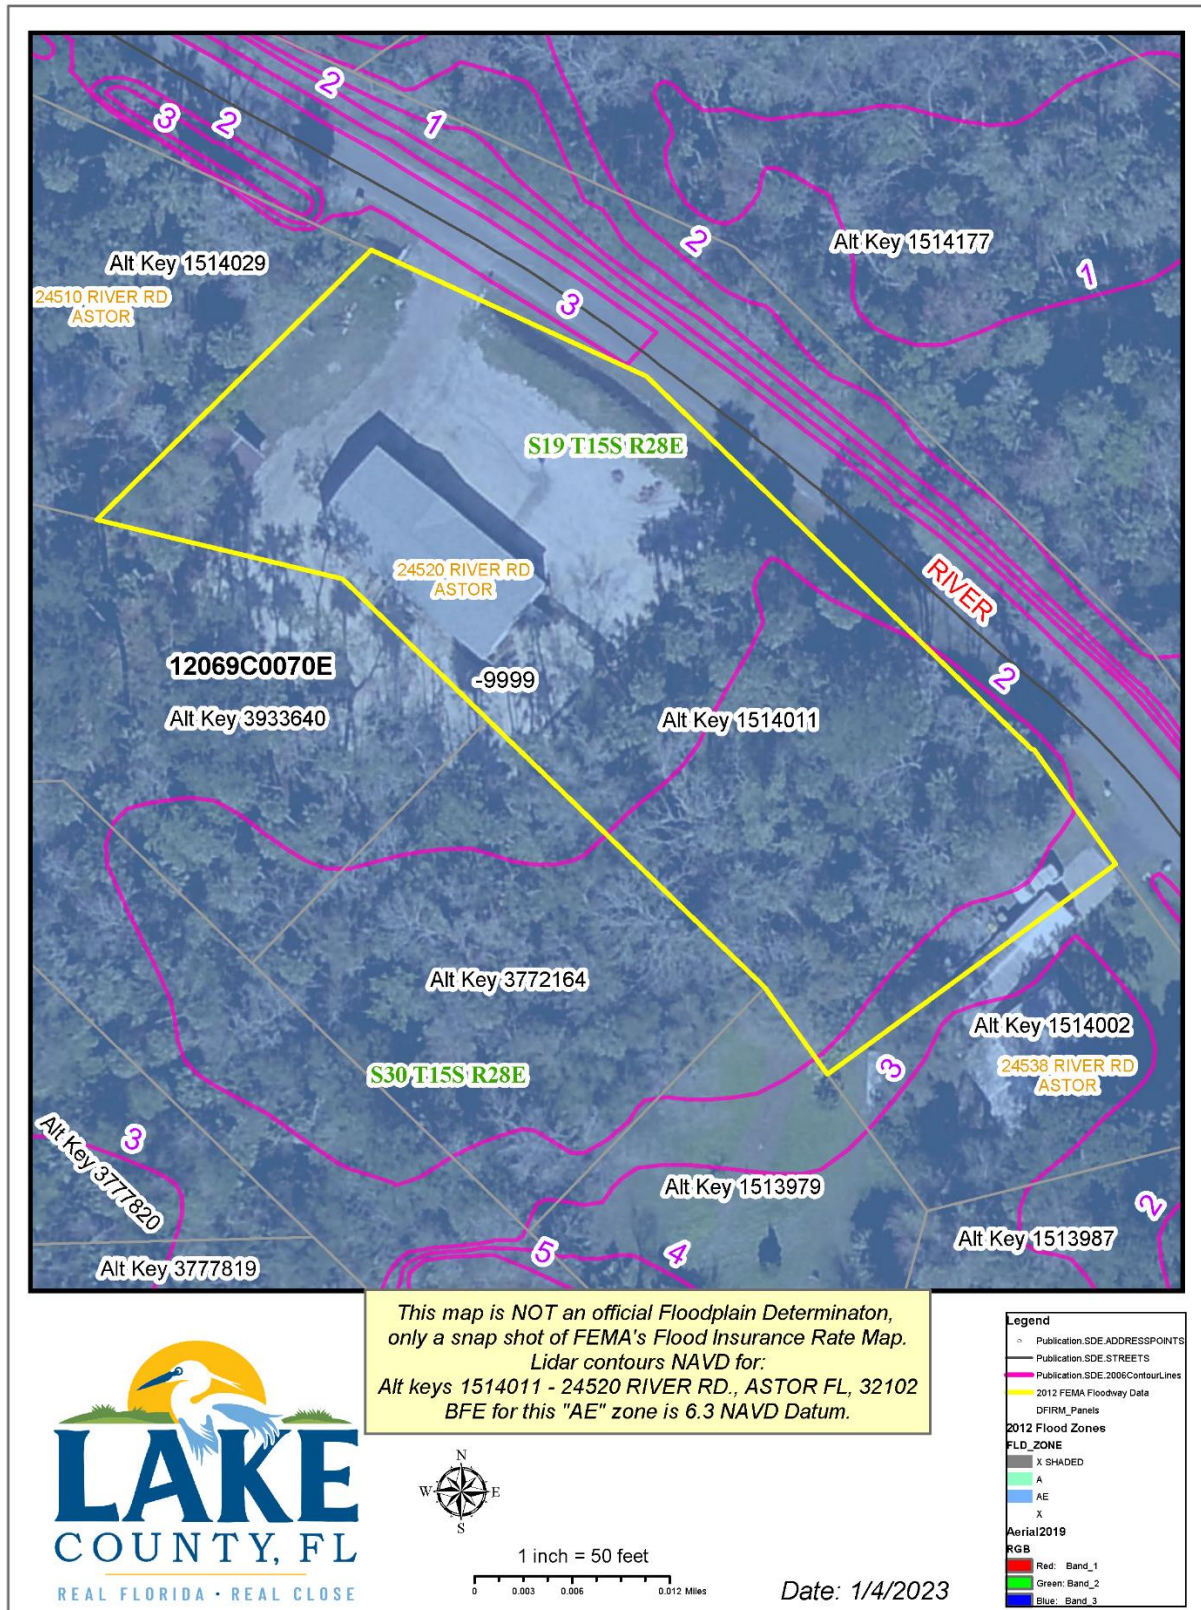 2
1
3
2
2
Alt Key 1514177
1
Alt Key 1514029
24510 RIVER RD
ASTOR
3
S19 T15S R28E
24520 RIVER RD
ASTOR
RIVER
12069C0070E
-9999
2
Alt Key 3933640
Alt Key 1514011
Alt Key 3772164
Alt Key 1514002
S30 T15S R28E
3
24538 RIVER RD
ASTOR
3
Alt Key 3777820
Alt Key 1513979
2
Alt Key 1513987
5
4
Alt Key 3777819
This map is NOT an official Floodplain Determinaton,
only a snap shot of FEMA's Flood Insurance Rate Map.
Lidar contours NAVD for:
Alt keys 1514011 - 24520 RIVER RD., ASTOR FL, 32102
BFE for this "AE" zone is 6.3 NAVD Datum.
LAKE
COUNTY, FL
REAL FLORIDA · REAL CLOSE
N
W E
S
1 inch = 50 feet
0 0.003 0.006 0.012 Miles
Date: 1/4/2023
Legend
Publication.SDE.ADDRESSPOINTS
Publication.SDE.STREETS
Publication.SDE.2006ContourLines
2012 FEMA Floodway Data
DFIRM_Panels
2012 Flood Zones
FLD_ZONE
X SHADED
A
AE
X
Aerial2019
RGB
Red: Band_1
Green: Band_2
Blue: Band_3